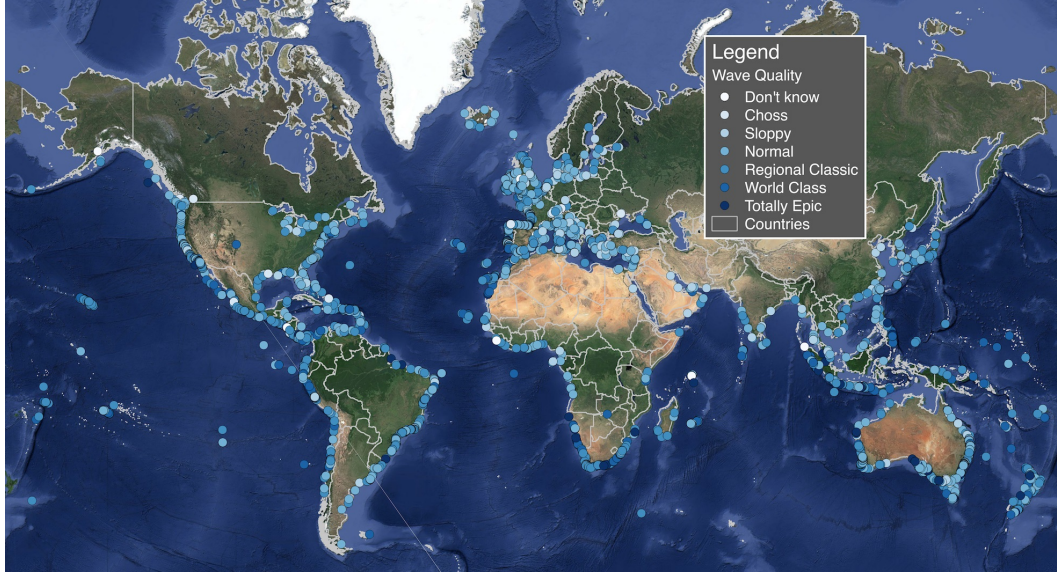 Legend
Wave Quality
Don't know
Choss
Sloppy
Normal
Regional Classic
World Class
Totally Epic
Countries